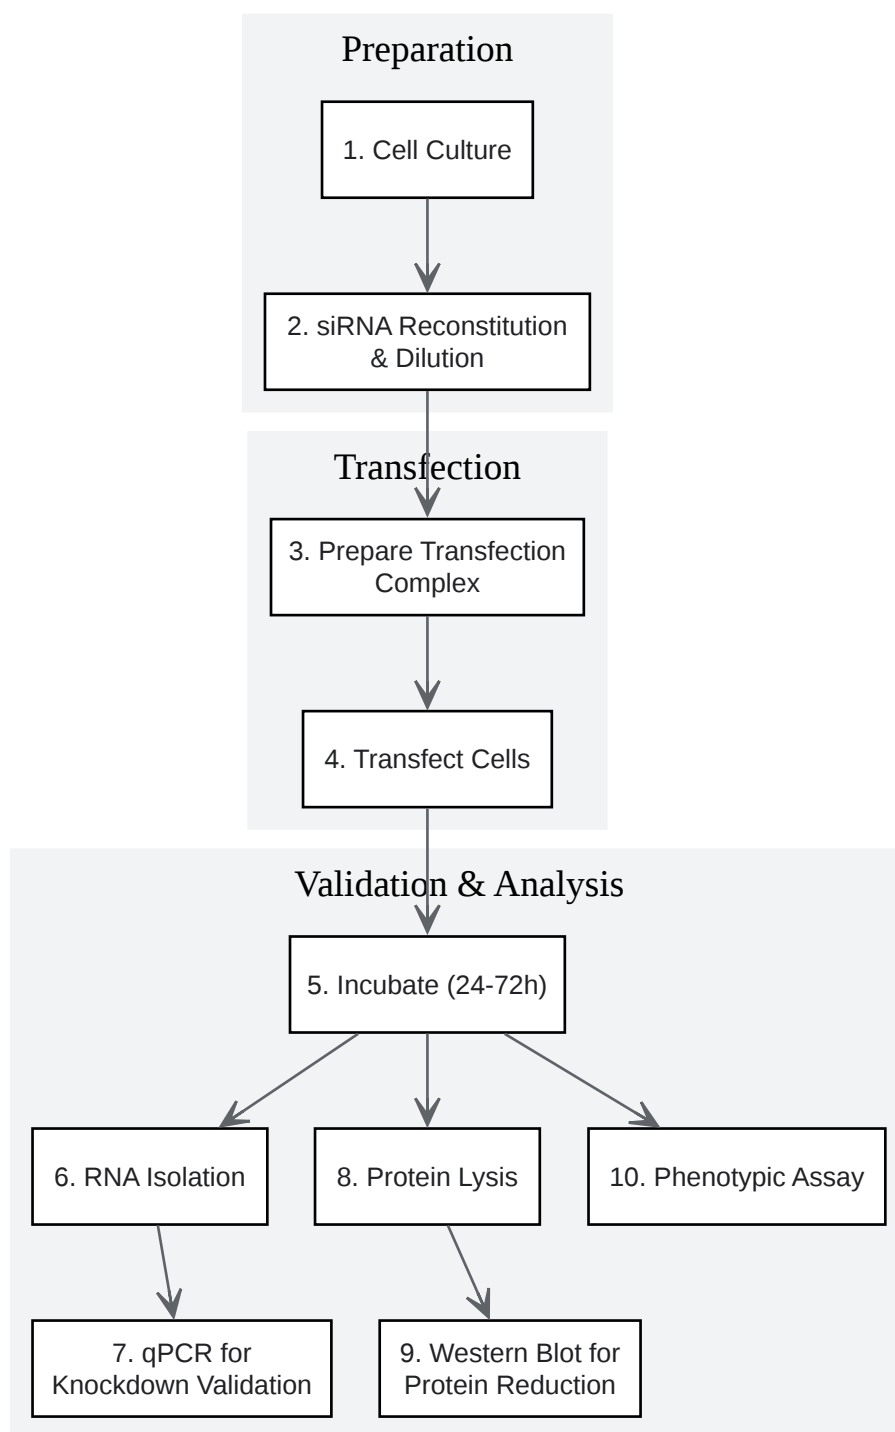 Preparation
1. Cell Culture
2. siRNA Reconstitution
& Dilution
Transfection
3. Prepare Transfection
Complex
4. Transfect Cells
Validation & Analysis
5. Incubate (24-72h)
6. RNA Isolation
8. Protein Lysis
10. Phenotypic Assay
7. qPCR for
Knockdown Validation
9. Western Blot for
Protein Reduction